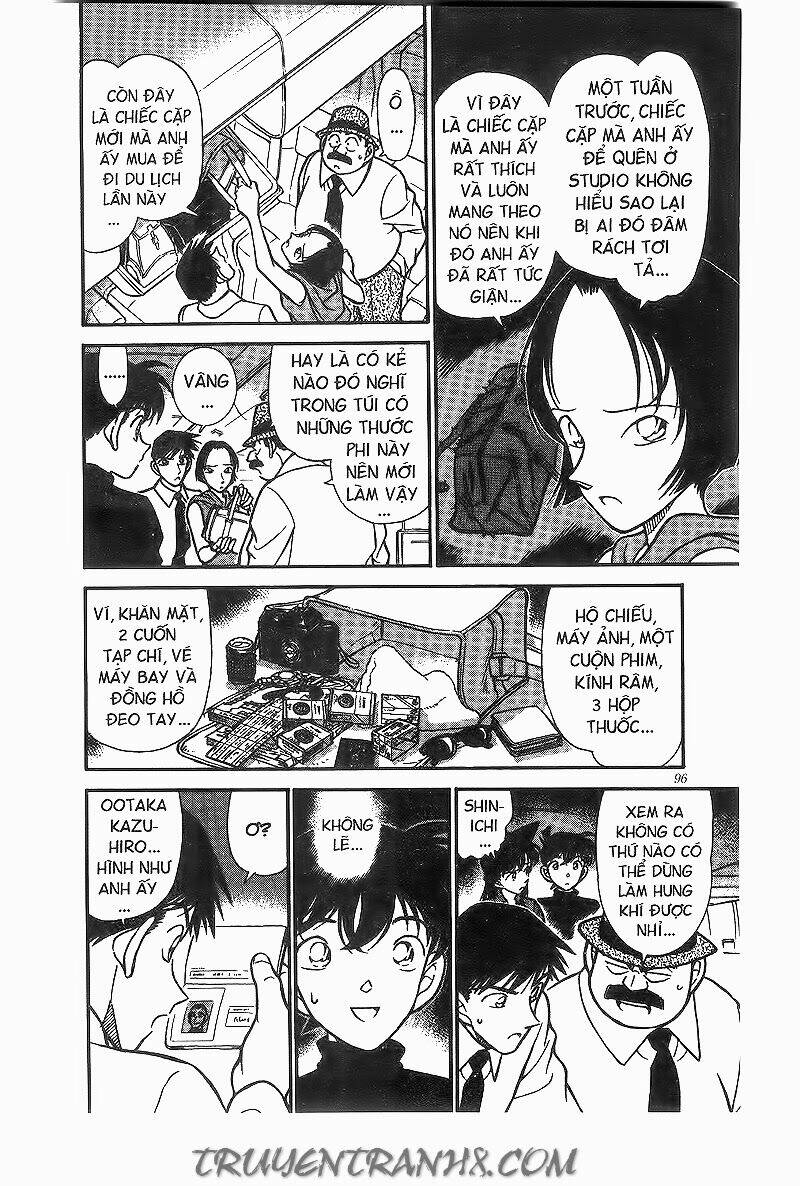 MỘT TUẦN
TRƯỚC, CHIẾC
CẶP MÀ ANH ẤY
ĐỂ QUÊN Ở
STUDIO KHÔNG
HIỂU SAO LẠI
BỊ AI ĐÓ ĐÂM
RÁCH TƠI
TẢ...
VÌ ĐÂY
LÀ CHIẾC CẶP
MÀ ANH ẤY
RẤT THÍCH
VÀ LUÔN
MANG THEO
NÓ NÊN KHI
ĐÓ ANH ẤY
ĐÃ RẤT TỨC
GIẬN...
Ồ
...
CÒN ĐÂY
LÀ CHIẾC CẶP
MỚI MÀ ANH
ẤY MUA ĐỂ
ĐI DU LỊCH
LẦN NÀY
...
HAY LÀ CÓ KẺ
NÀO ĐÓ NGHĨ
TRONG TÚI CÓ
NHỮNG THƯỚC
PHI NÀY
NÊN MỚI
LÀM VẬY
...
VÂNG
...
......
HỘ CHIẾU,
MÁY ẢNH, MỘT
CUỘN PHIM,
KÍNH RÂM,
3 HỘP
THUỐC...
VÍ, KHĂN MẶT,
2 CUỐN
TẠP CHÍ, VÉ
MÁY BAY VÀ
ĐỒNG HỒ
ĐEO TAY...
96
XEM RA
KHÔNG CÓ
THỨ NÀO CÓ
THỂ DÙNG
LÀM HUNG
KHÍ ĐƯỢC
NHỈ...
SHIN-
ICHI
...
KHÔNG
LẼ...
Ơ?
OOTAKA
KAZU-
HIRO...
HÌNH NHƯ
ANH ẤY
...
TRUYENTRANH8.COM